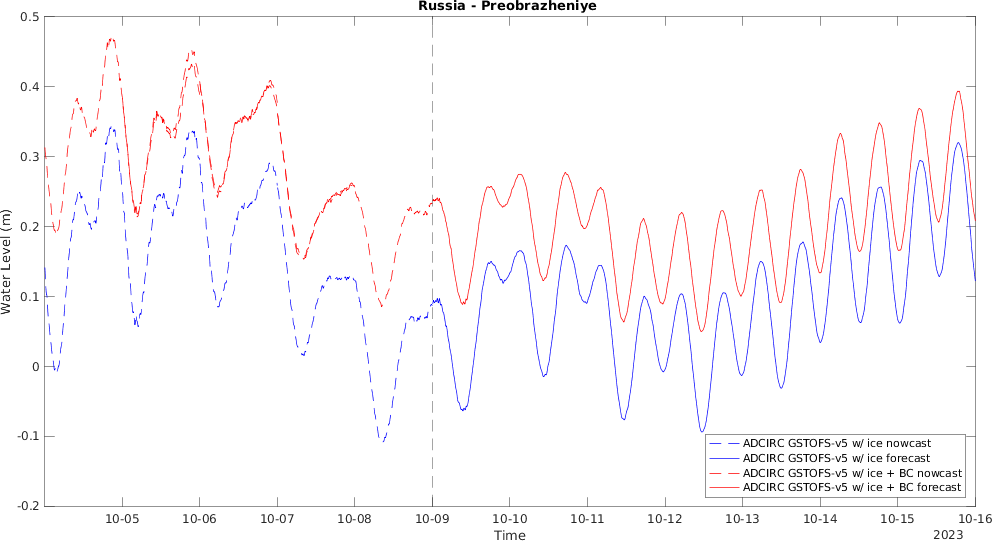 Russia - Preobrazheniye
Water Level (m)
0.5
0.4
0.3
0.2
0.1
0
-0.1
-0.2
ADCIRC GSTOFS-v5 w/ ice nowcast
ADCIRC GSTOFS-v5 w/ ice forecast
ADCIRC GSTOFS-v5 w/ ice + BC nowcast
ADCIRC GSTOFS-v5 w/ ice + BC forecast
10-05 10-06 10-07 10-08 10-09 10-10 10-11 10-12 10-13 10-14 10-15 10-16
Time
2023